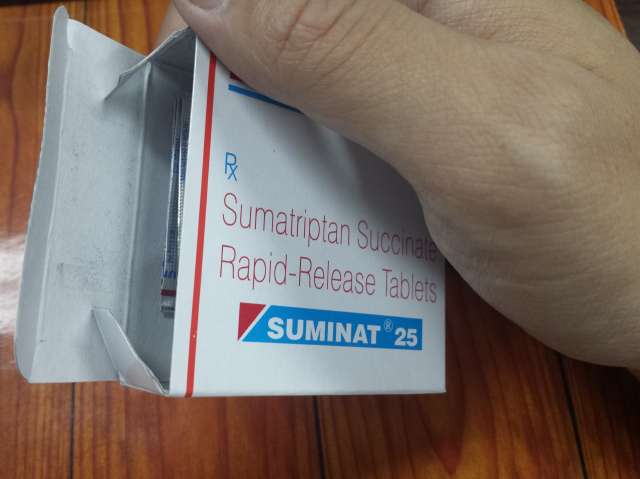 Rx
Sumatriptan Succinate
Rapid-Release Tablets
SUMINAT® 25